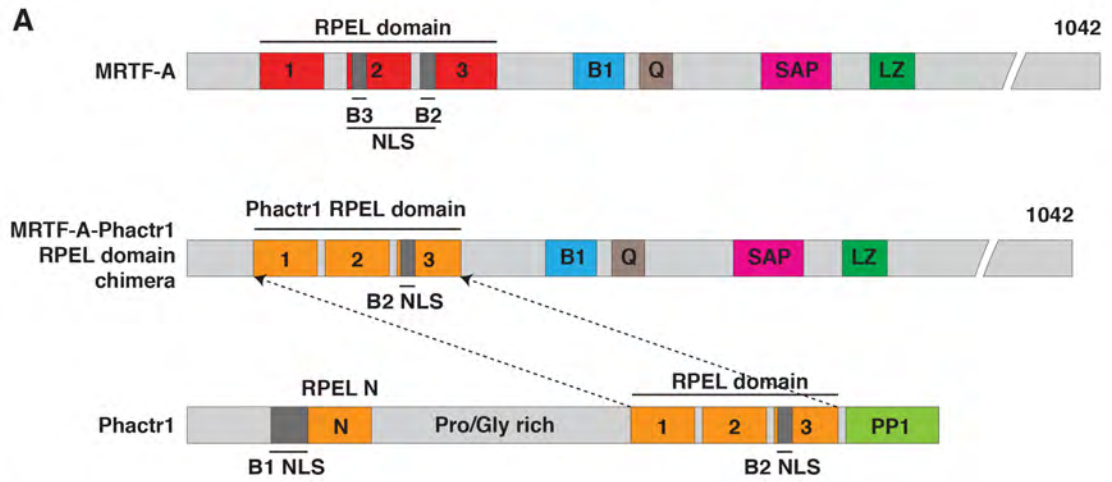 A
RPEL domain
1042
MRTF-A
1 2 3 B1 Q SAP LZ
B3 B2
NLS
Phactr1 RPEL domain
1042
MRTF-A-Phactr1
RPEL domain
chimera
1 2 3 B1 Q SAP LZ
B2 NLS
RPEL N
RPEL domain
Phactr1
N Pro/Gly rich 1 2 3 PP1
B1 NLS B2 NLS